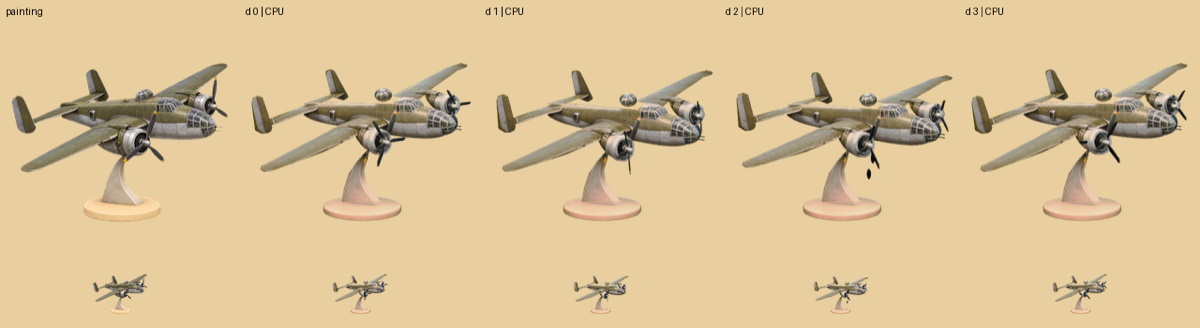 painting
d 0 | CPU
d 1 | CPU
d 2 | CPU
d 3 | CPU